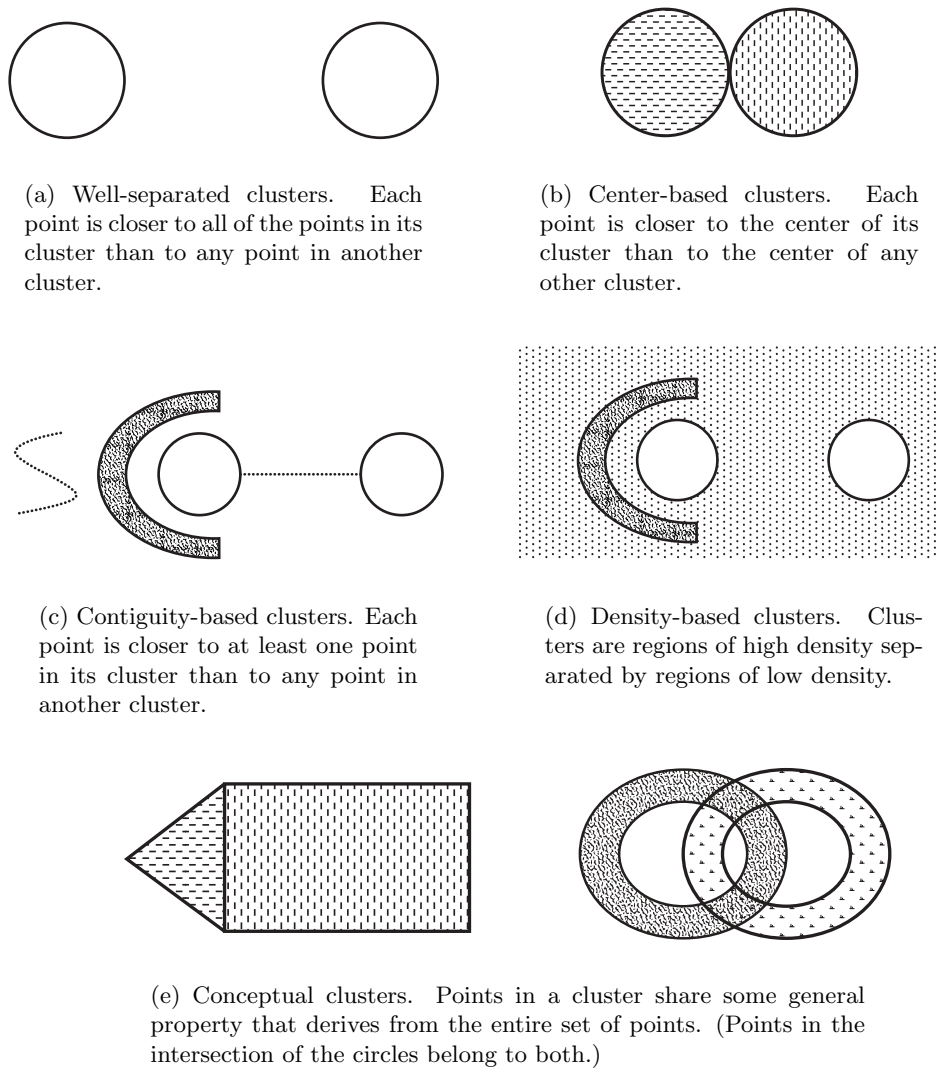 (a) Well-separated clusters. Each
point is closer to all of the points in its
cluster than to any point in another
cluster.
(b) Center-based clusters. Each
point is closer to the center of its
cluster than to the center of any
other cluster.
(c) Contiguity-based clusters. Each
point is closer to at least one point
in its cluster than to any point in
another cluster.
(d) Density-based clusters. Clus-
ters are regions of high density sep-
arated by regions of low density.
(e) Conceptual clusters. Points in a cluster share some general
property that derives from the entire set of points. (Points in the
intersection of the circles belong to both.)